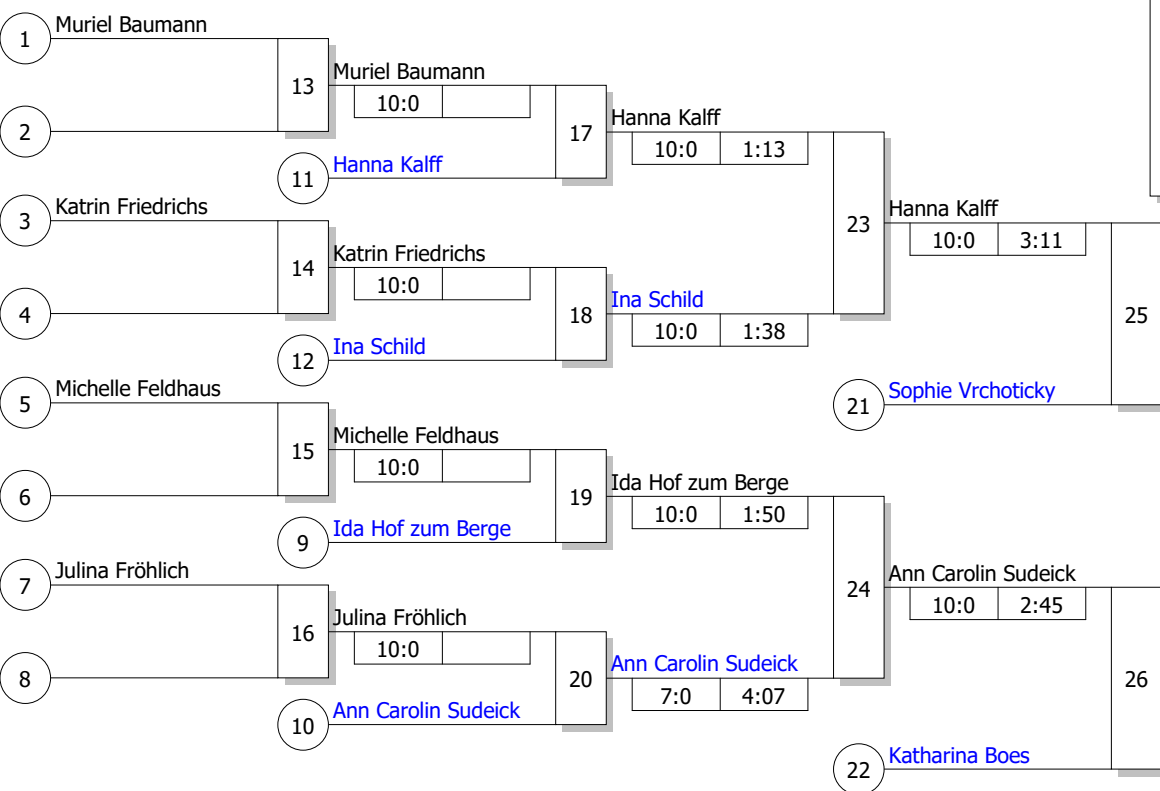 1 Muriel Baumann
13
Muriel Baumann
10:0
2
17
Hanna Kalff
10:0 1:13
11 Hanna Kalff
3 Katrin Friedrichs
23
Hanna Kalff
10:0 3:11
14
Katrin Friedrichs
10:0
4
18
Ina Schild
10:0 1:38
25
12 Ina Schild
5 Michelle Feldhaus
21 Sophie Vrchoticky
15
Michelle Feldhaus
10:0
6
19
Ida Hof zum Berge
10:0 1:50
9 Ida Hof zum Berge
7 Julina Fröhlich
24
Ann Carolin Sudeick
10:0 2:45
16
Julina Fröhlich
10:0
8
20
Ann Carolin Sudeick
7:0 4:07
26
10 Ann Carolin Sudeick
22 Katharina Boes